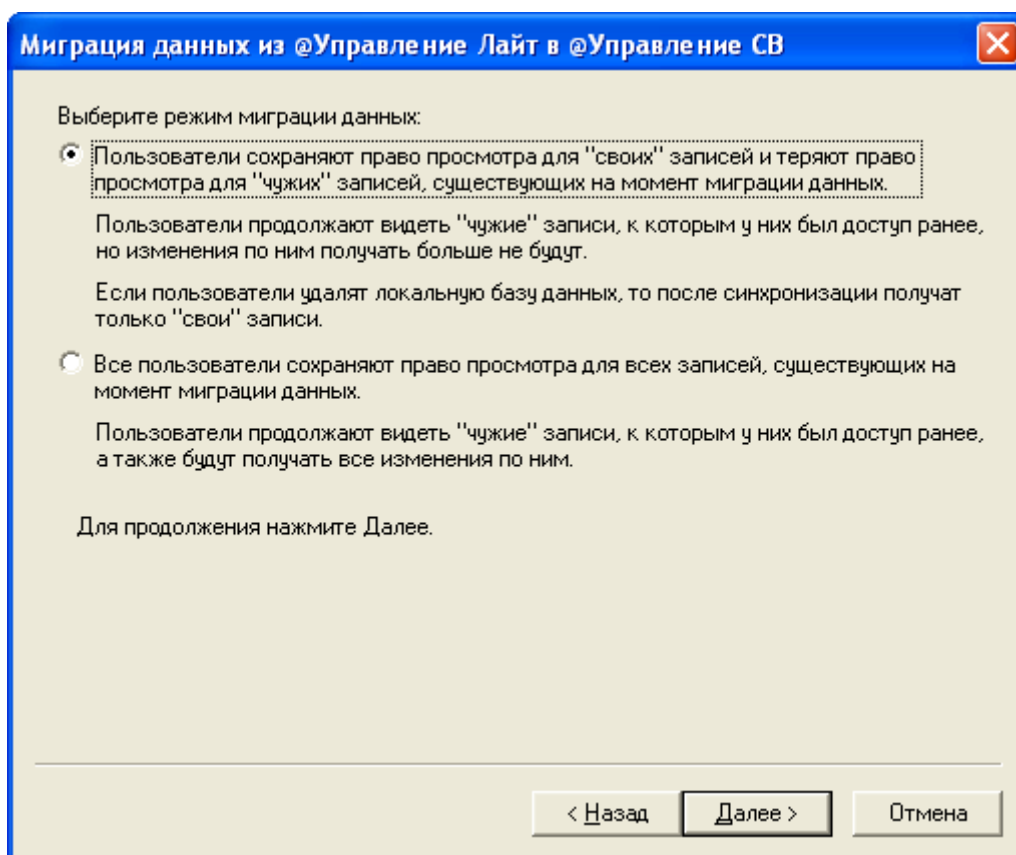 Миграция данных из @Управление Лайт в @Управление СВ
Выберите режим миграции данных:
Пользователи сохраняют право просмотра для "своих" записей и теряют право
просмотра для "чужих" записей, существующих на момент миграции данных.
Пользователи продолжают видеть "чужие" записи, к которым у них был доступ ранее,
но изменения по ним получать больше не будут.
Если пользователи удалят локальную базу данных, то после синхронизации получат
только "свои" записи.
Все пользователи сохраняют право просмотра для всех записей, существующих на
момент миграции данных.
Пользователи продолжают видеть "чужие" записи, к которым у них был доступ ранее,
а также будут получать все изменения по ним.
Для продолжения нажмите Далее.
< Назад Далее > Отмена